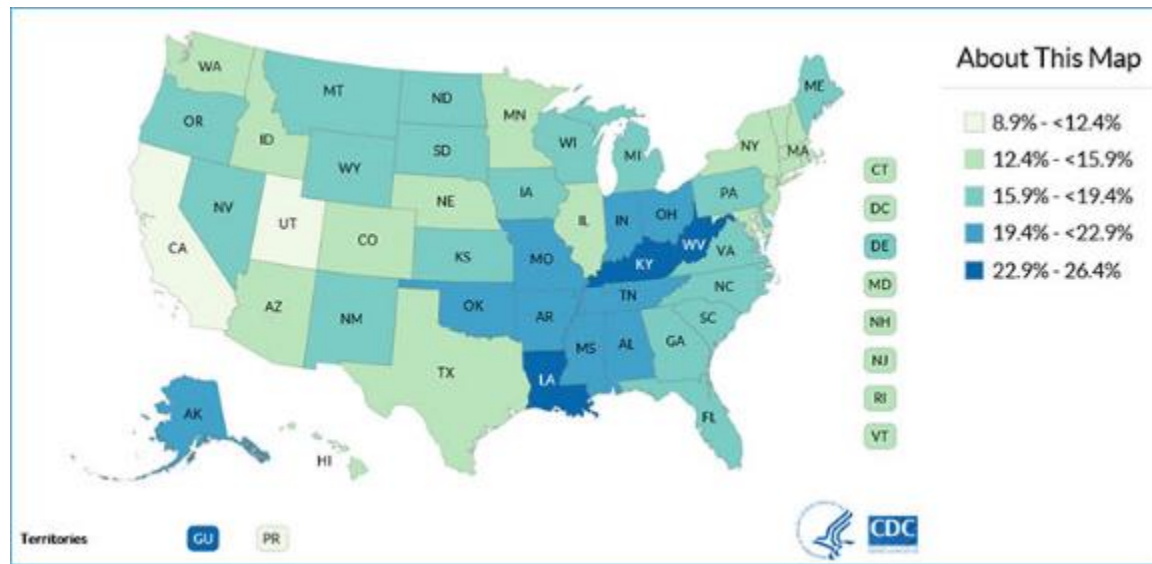 About This Map
8.9% - <12.4%
12.4% - <15.9%
15.9% - <19.4%
19.4% - <22.9%
22.9% - 26.4%
WA
MT
ND
MN
ME
OR
ID
WY
SD
WI
MI
NY
MA
NV
UT
CO
NE
IA
IL
IN
OH
PA
CA
AZ
NM
KS
MO
KY
WV
VA
OK
AR
TN
NC
SC
TX
LA
MS
AL
GA
FL
AK
HI
CT
DC
DE
MD
NH
NJ
RI
VT
Territories
GU
PR
CDC